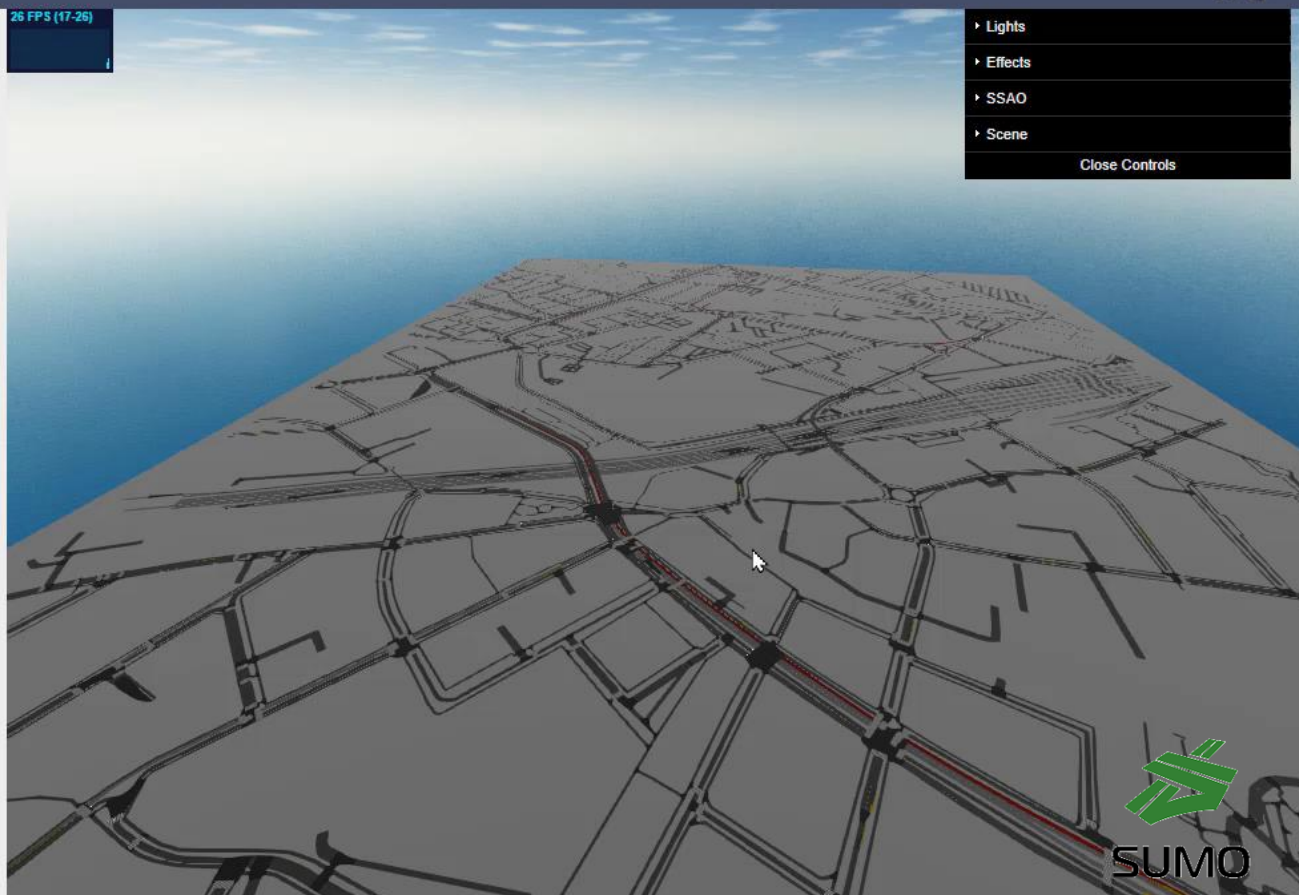 26 FPS (17-26)
Lights
Effects
SSAO
Scene
Close Controls
SUMO